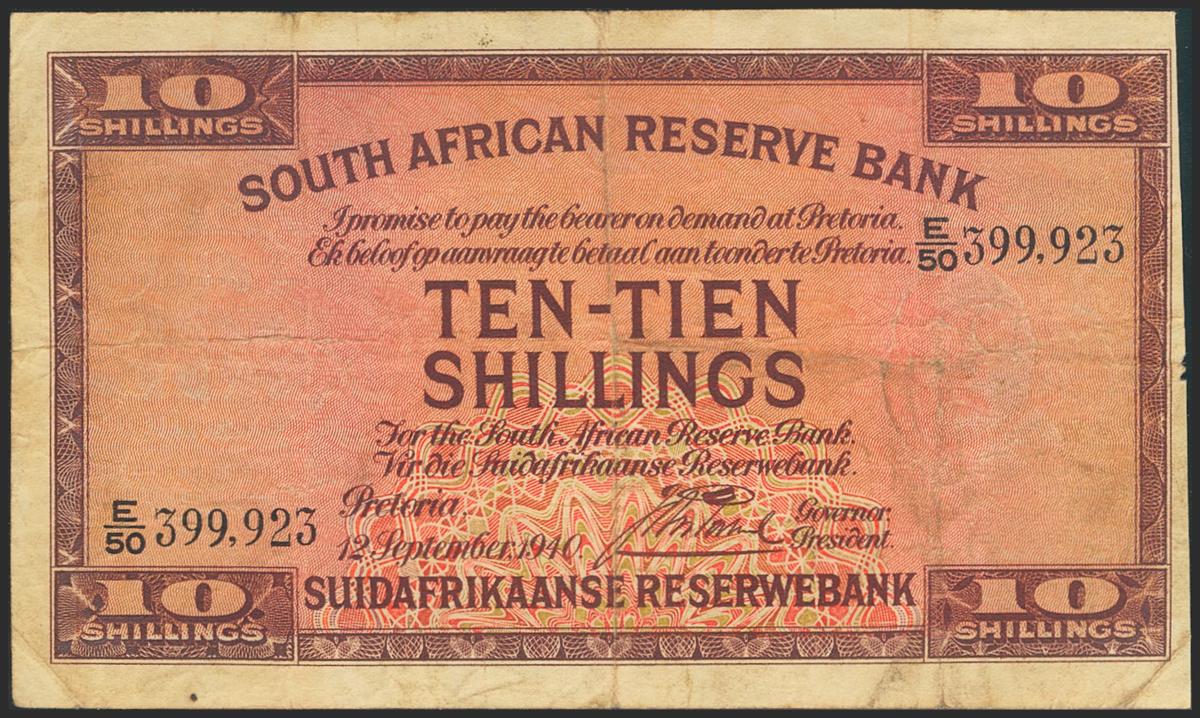 10 10
SHILLINGS SHILLINGS
SOUTH AFRICAN RESERVE BANK
I promise to pay the bearer on demand at Pretoria.
Ek beloof op aanvraag te betaal aan toonder te Pretoria.
E/50 399,923
TEN-TIEN
SHILLINGS
For the South African Reserve Bank.
Vir die Suidafrikaanse Reserwebank.
Pretoria,
12 September, 1940.
Governor,
President.
E/50 399,923
SUIDAFRIKAANSE RESERWEBANK
10 10
SHILLINGS SHILLINGS